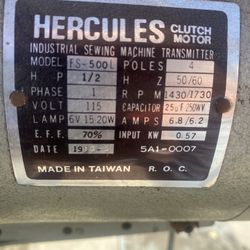 HERCULES CLUTCH MOTOR
INDUSTRIAL SEWING MACHINE TRANSMITTER
MODEL FS-500L POLES 4
H P 1/2 H Z 50/60
PHASE 1 R P M 1430/1730
VOLT 115 CAPACITOR 25uF 250WV
LAMP 6V 15.20W AMPS 6.8/6.2
E. F. F. 70% INPUT KW 0.57
DATE 5A1-0007
MADE IN TAIWAN R. O. C.